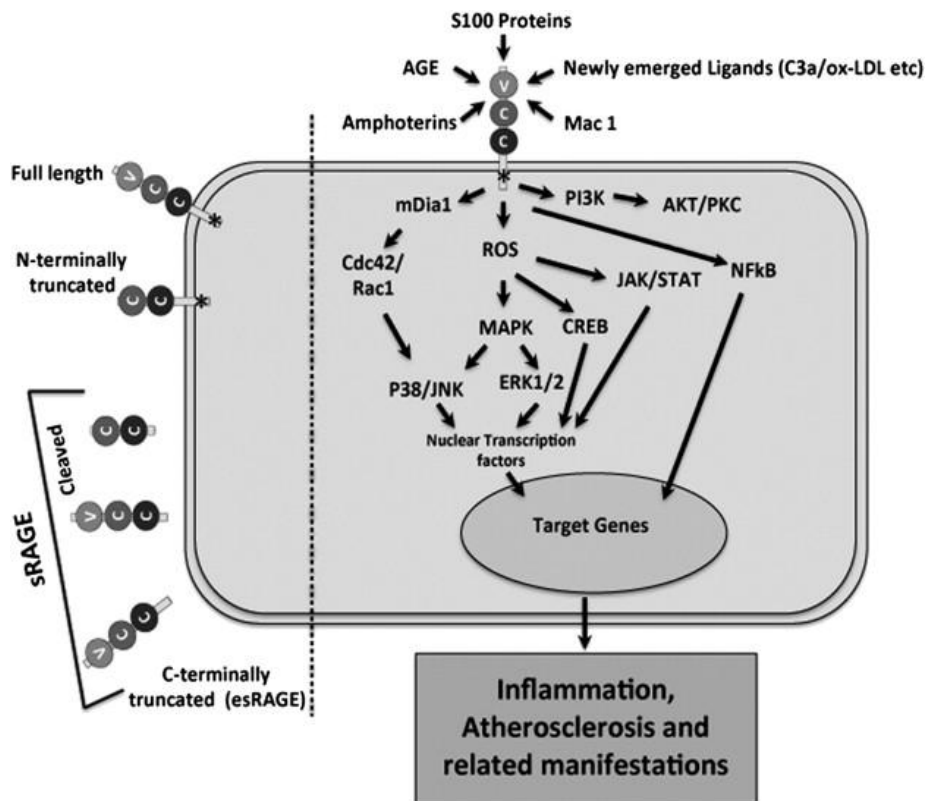 S100 Proteins
AGE
Newly emerged Ligands (C3a/ox-LDL etc)
V
C
C
Amphoterins
Mac 1
*
Full length
V
C
C
*
N-terminally
truncated
C
C
*
mDia1
PI3K
AKT/PKC
ROS
Cdc42/
Rac1
JAK/STAT
NFkB
MAPK
CREB
P38/JNK
ERK1/2
Nuclear Transcription
factors
Target Genes
sRAGE
Cleaved
C
C
V
C
C
V
C
C
C-terminally
truncated (esRAGE)
Inflammation,
Atherosclerosis and
related manifestations